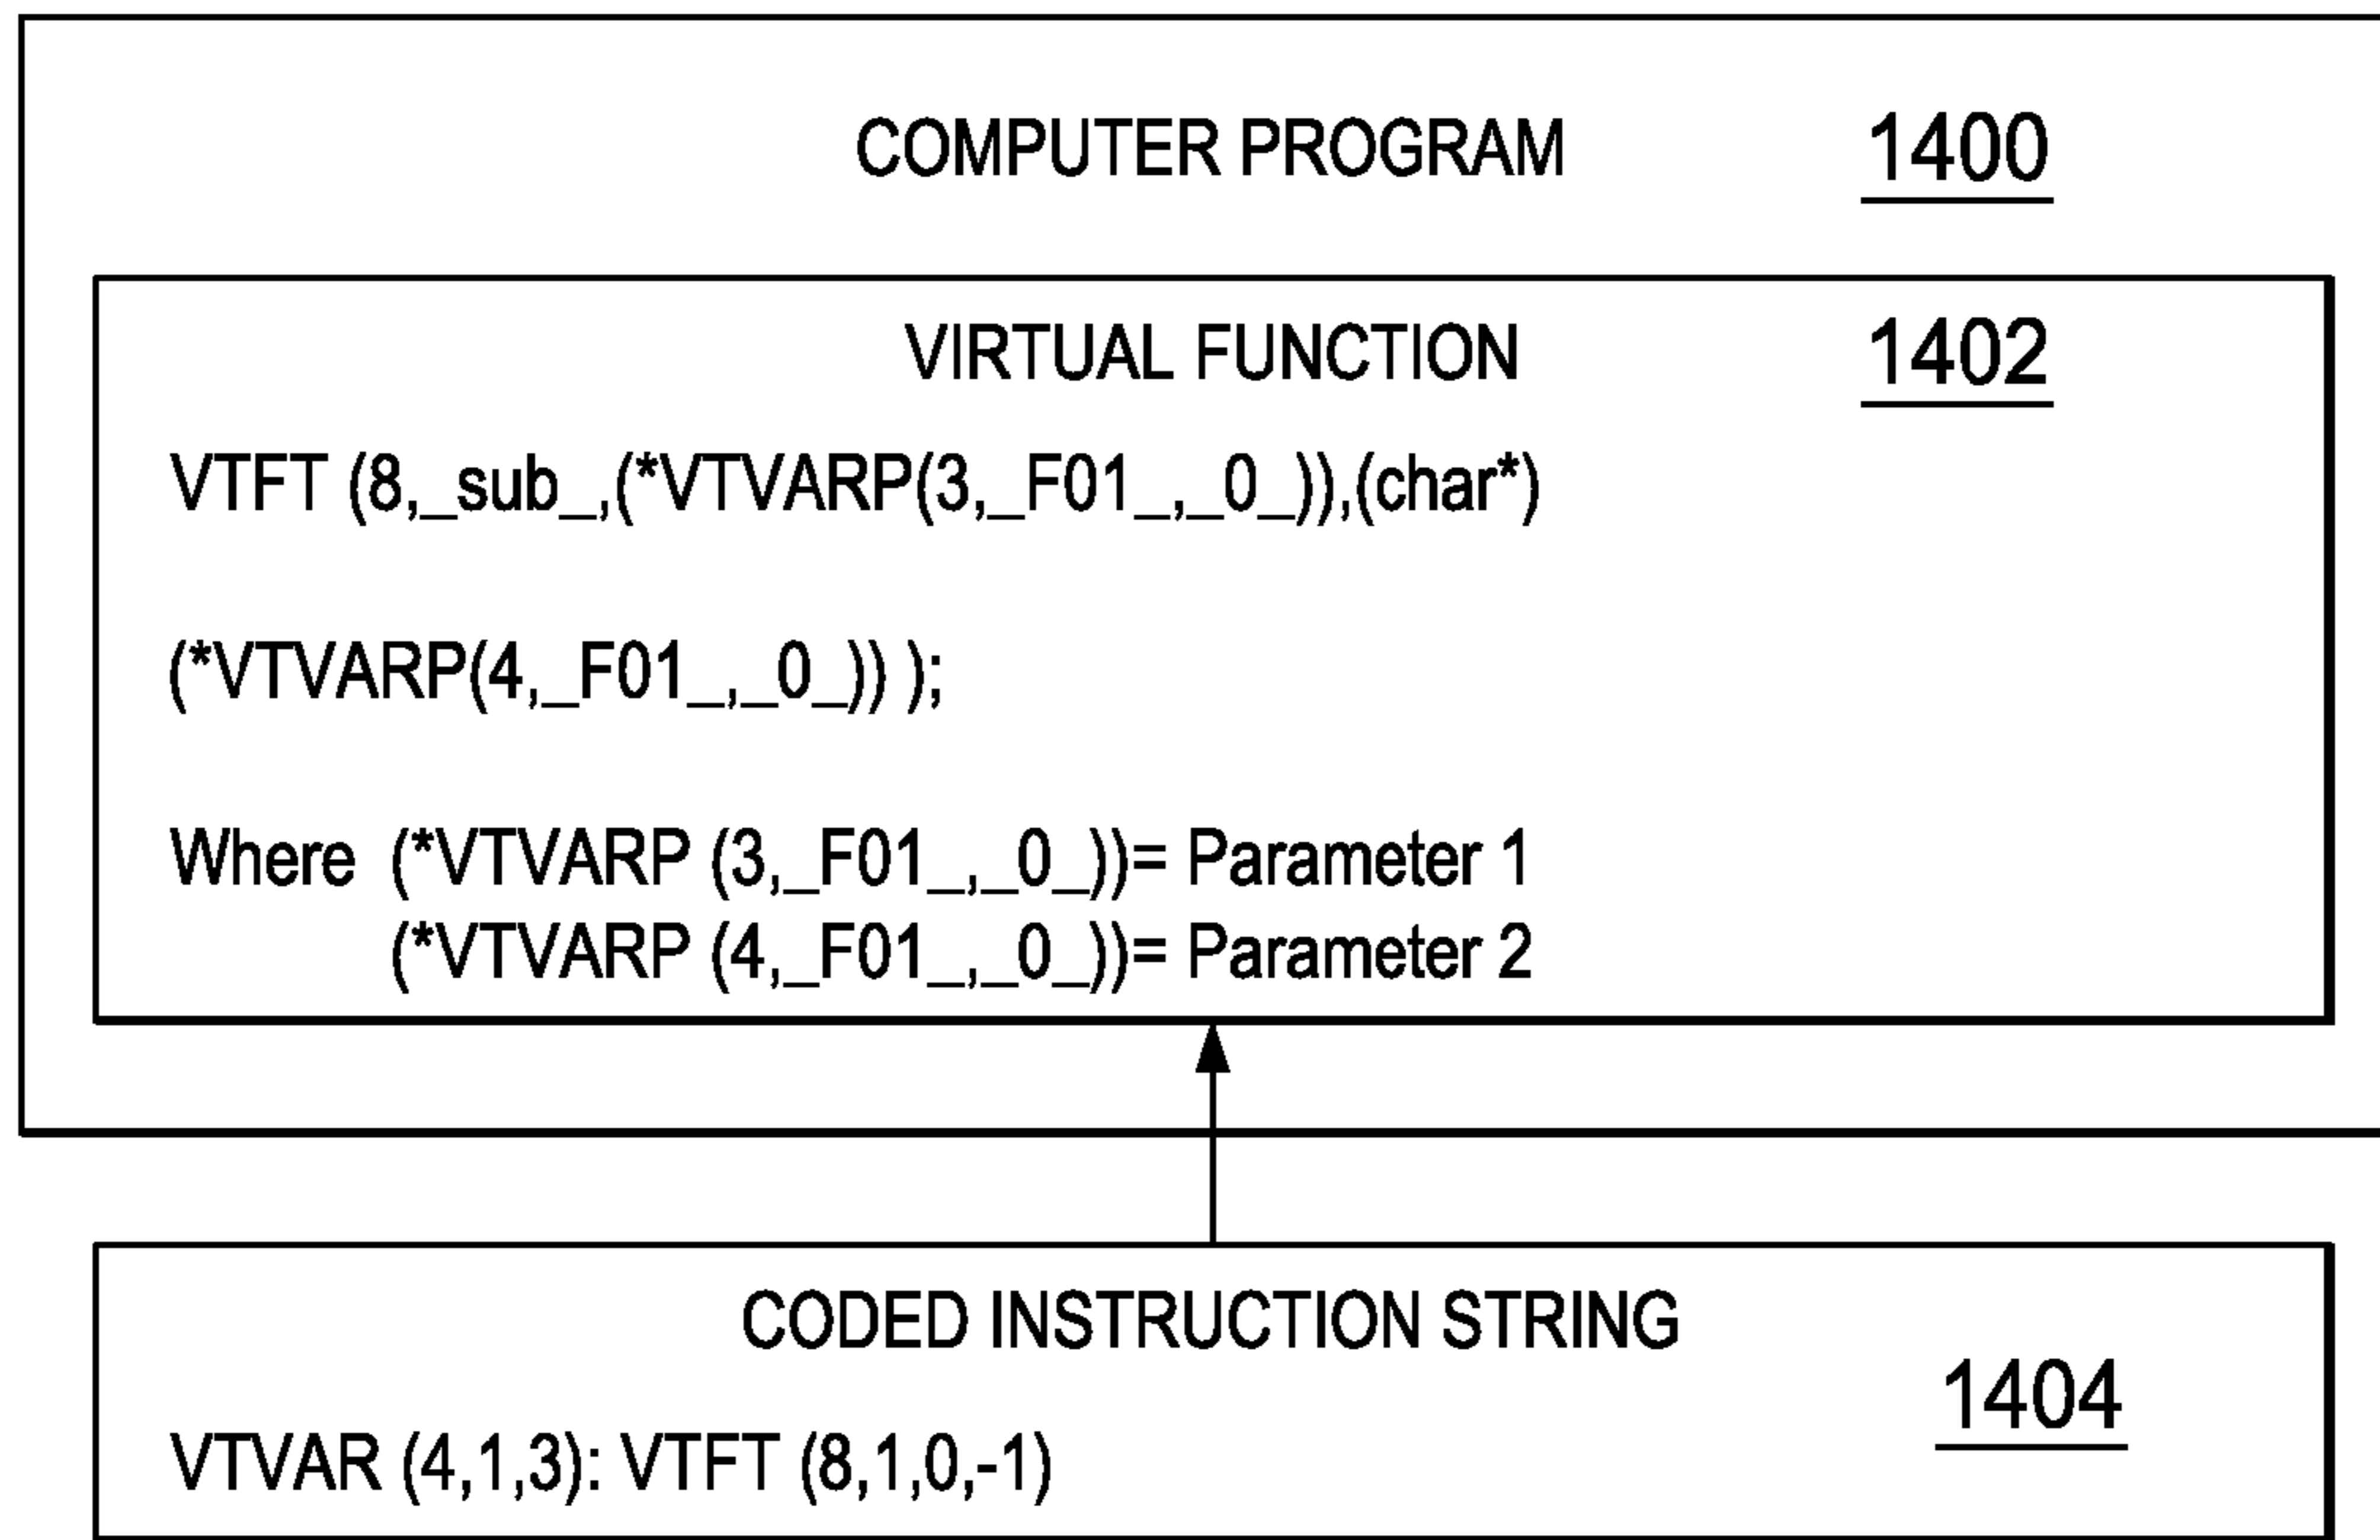 COMPUTER PROGRAM 1400
VIRTUAL FUNCTION 1402
VTFT (8,_sub_,(*VTVARP(3,_F01_,_0_)),(char*)
(*VTVARP(4,_F01_,_0_)) );
Where (*VTVARP (3,_F01_,_0_))= Parameter 1
(*VTVARP (4,_F01_,_0_))= Parameter 2
CODED INSTRUCTION STRING
1404
VTVAR (4,1,3): VTFT (8,1,0,-1)